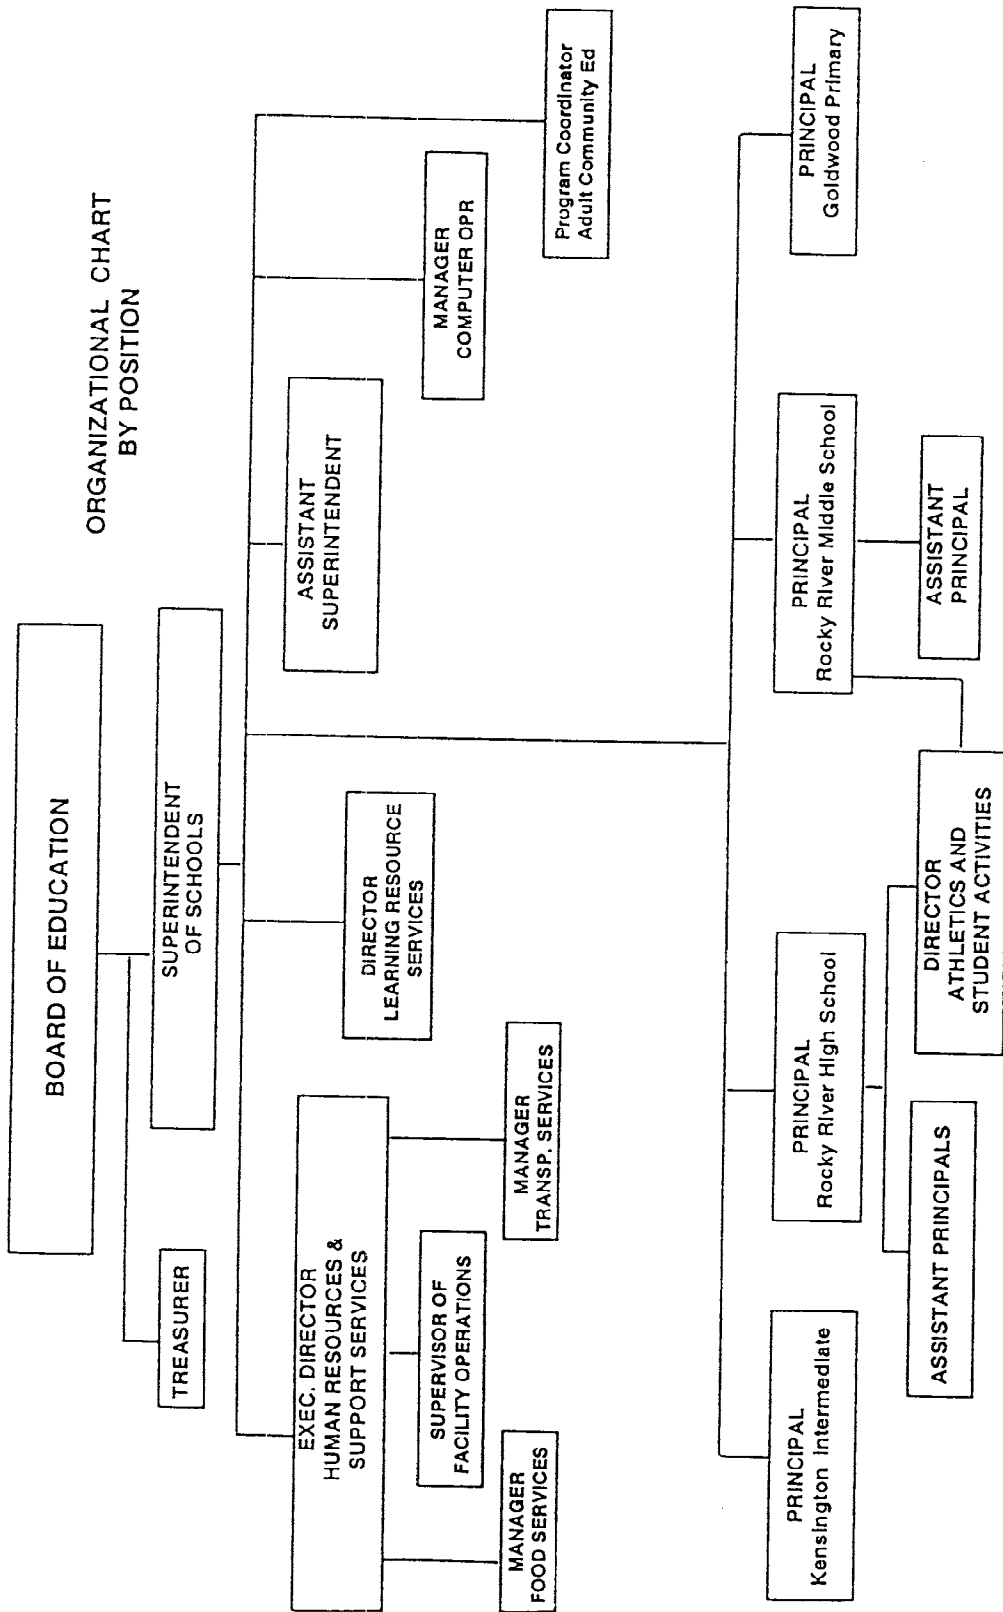 ORGANIZATIONAL CHART
BY POSITION
BOARD OF EDUCATION
TREASURER
SUPERINTENDENT
OF SCHOOLS
EXEC. DIRECTOR
HUMAN RESOURCES &
SUPPORT SERVICES
DIRECTOR
LEARNING RESOURCE
SERVICES
ASSISTANT
SUPERINTENDENT
MANAGER
COMPUTER OPR
Program Coordinator
Adult Community Ed
MANAGER
FOOD SERVICES
SUPERVISOR OF
FACILITY OPERATIONS
MANAGER
TRANSP. SERVICES
PRINCIPAL
Kensington Intermediate
PRINCIPAL
Rocky River High School
PRINCIPAL
Rocky River Middle School
PRINCIPAL
Goldwood Primary
ASSISTANT PRINCIPALS
DIRECTOR
ATHLETICS AND
STUDENT ACTIVITIES
ASSISTANT
PRINCIPAL